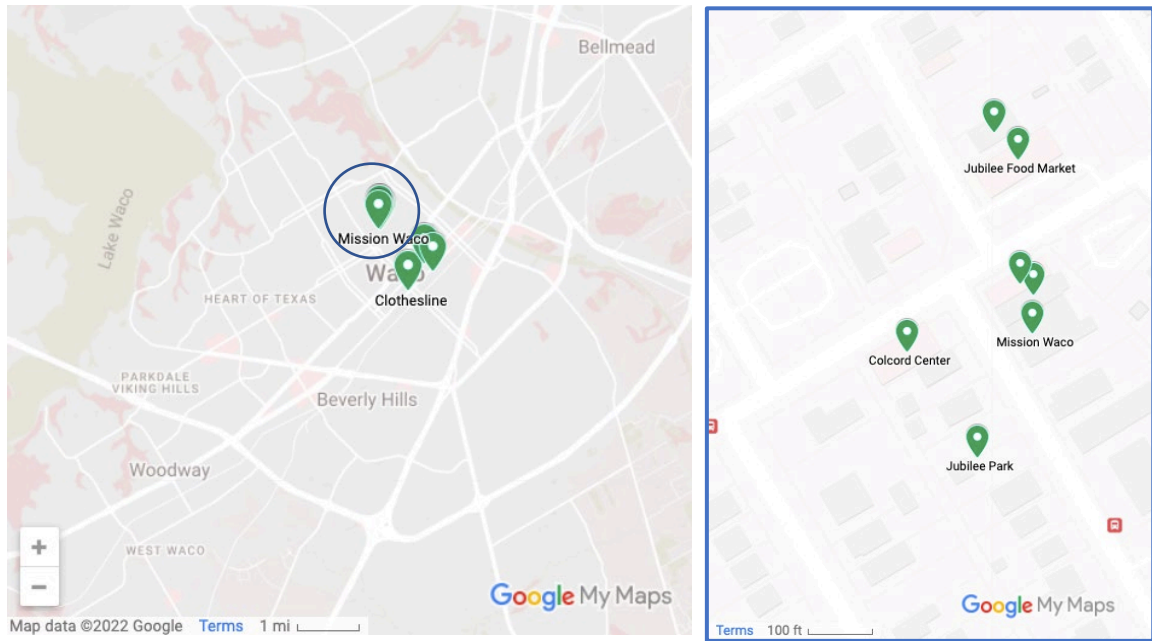 Bellmead
Lake Waco
Mission Waco
Waco
HEART OF TEXAS
Clothesline
PARKDALE
VIKING HILLS
Beverly Hills
Woodway
WEST WACO
+
−
Google My Maps
Map data ©2022 Google Terms 1 mi
Jubilee Food Market
Mission Waco
Colcord Center
Jubilee Park
Google My Maps
Terms 100 ft